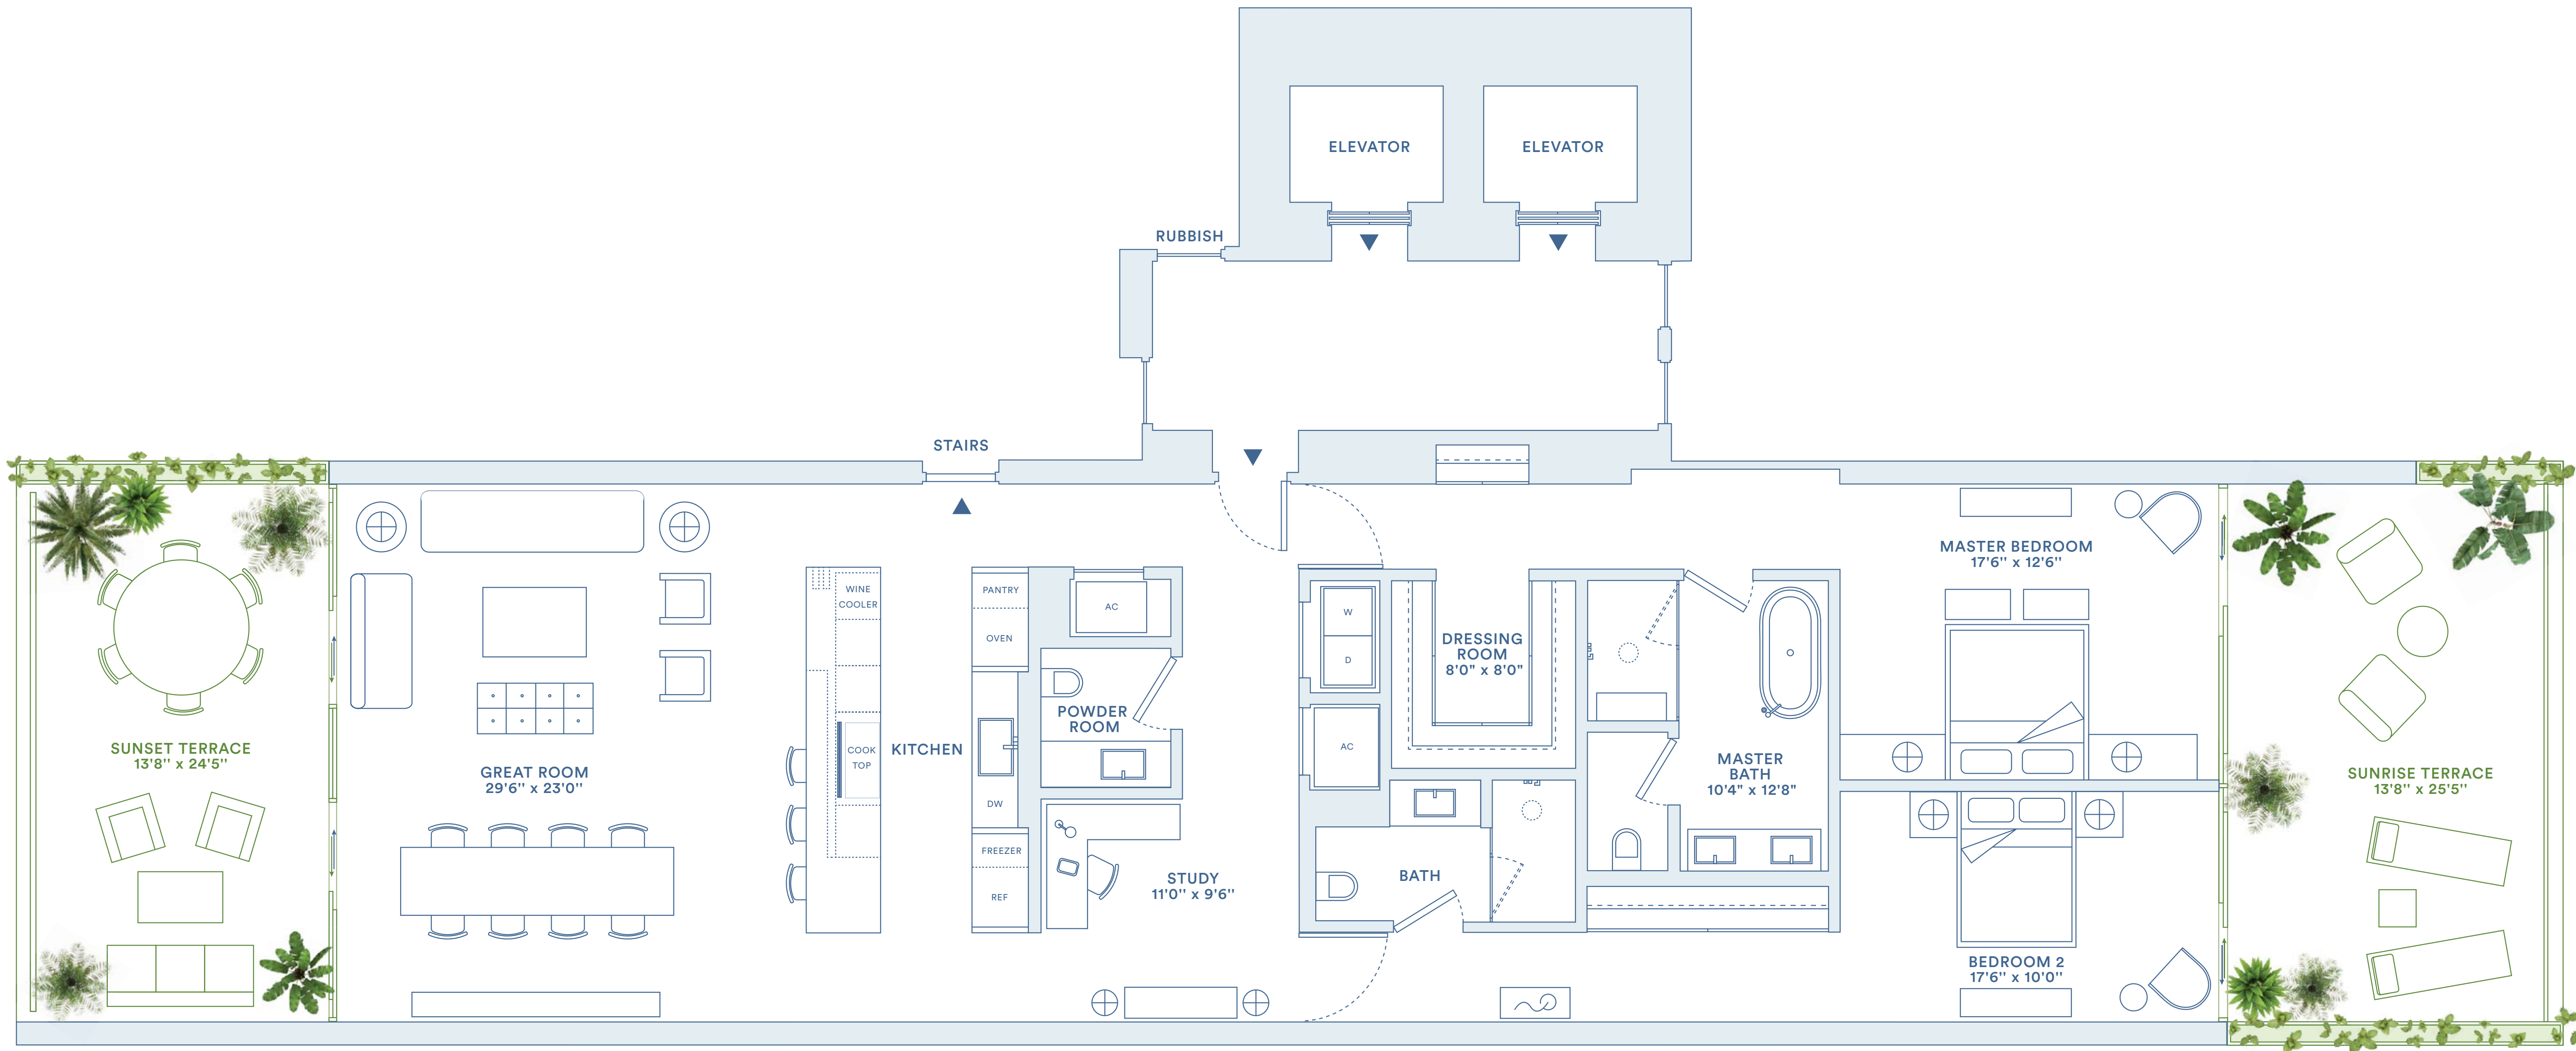 ELEVATOR
ELEVATOR
RUBBISH
STAIRS
SUNSET TERRACE
13'8'' x 24'5''
GREAT ROOM
29'6'' x 23'0''
WINE
COOLER
COOK
TOP
KITCHEN
PANTRY
OVEN
DW
FREEZER
REF
AC
POWDER
ROOM
STUDY
11'0'' x 9'6''
W
D
AC
DRESSING
ROOM
8'0" x 8'0"
BATH
MASTER
BATH
10'4" x 12'8"
MASTER BEDROOM
17'6'' x 12'6''
BEDROOM 2
17'6'' x 10'0''
SUNRISE TERRACE
13'8'' x 25'5''